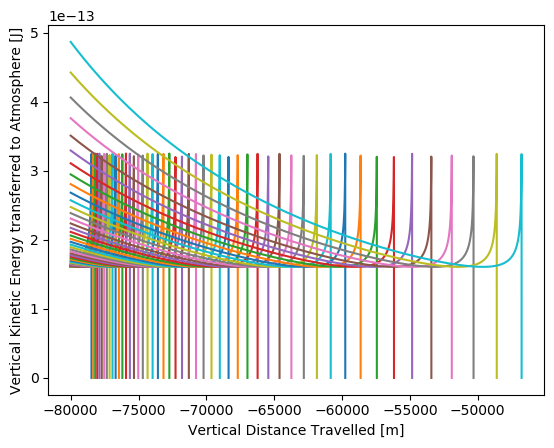 1e−13
5
4
3
2
1
0
Vertical Kinetic Energy transferred to Atmosphere [J]
−80000 −75000 −70000 −65000 −60000 −55000 −50000
Vertical Distance Travelled [m]